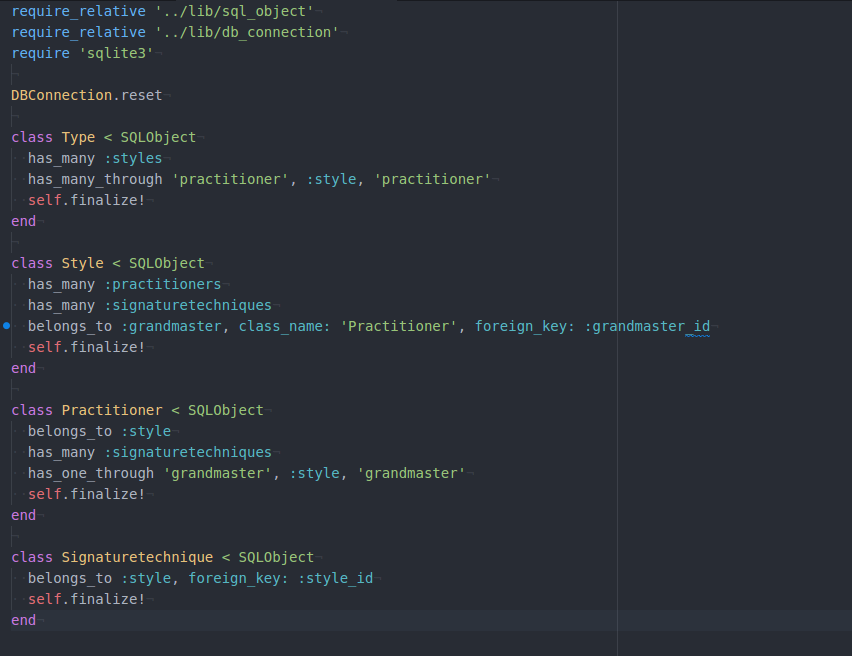 require_relative '../lib/sql_object'
require_relative '../lib/db_connection'
require 'sqlite3'

DBConnection.reset

class Type < SQLObject
  has_many :styles
  has_many_through 'practitioner', :style, 'practitioner'
  self.finalize!
end

class Style < SQLObject
  has_many :practitioners
  has_many :signaturetechniques
  belongs_to :grandmaster, class_name: 'Practitioner', foreign_key: :grandmaster_id
  self.finalize!
end

class Practitioner < SQLObject
  belongs_to :style
  has_many :signaturetechniques
  has_one_through 'grandmaster', :style, 'grandmaster'
  self.finalize!
end

class Signaturetechnique < SQLObject
  belongs_to :style, foreign_key: :style_id
  self.finalize!
end